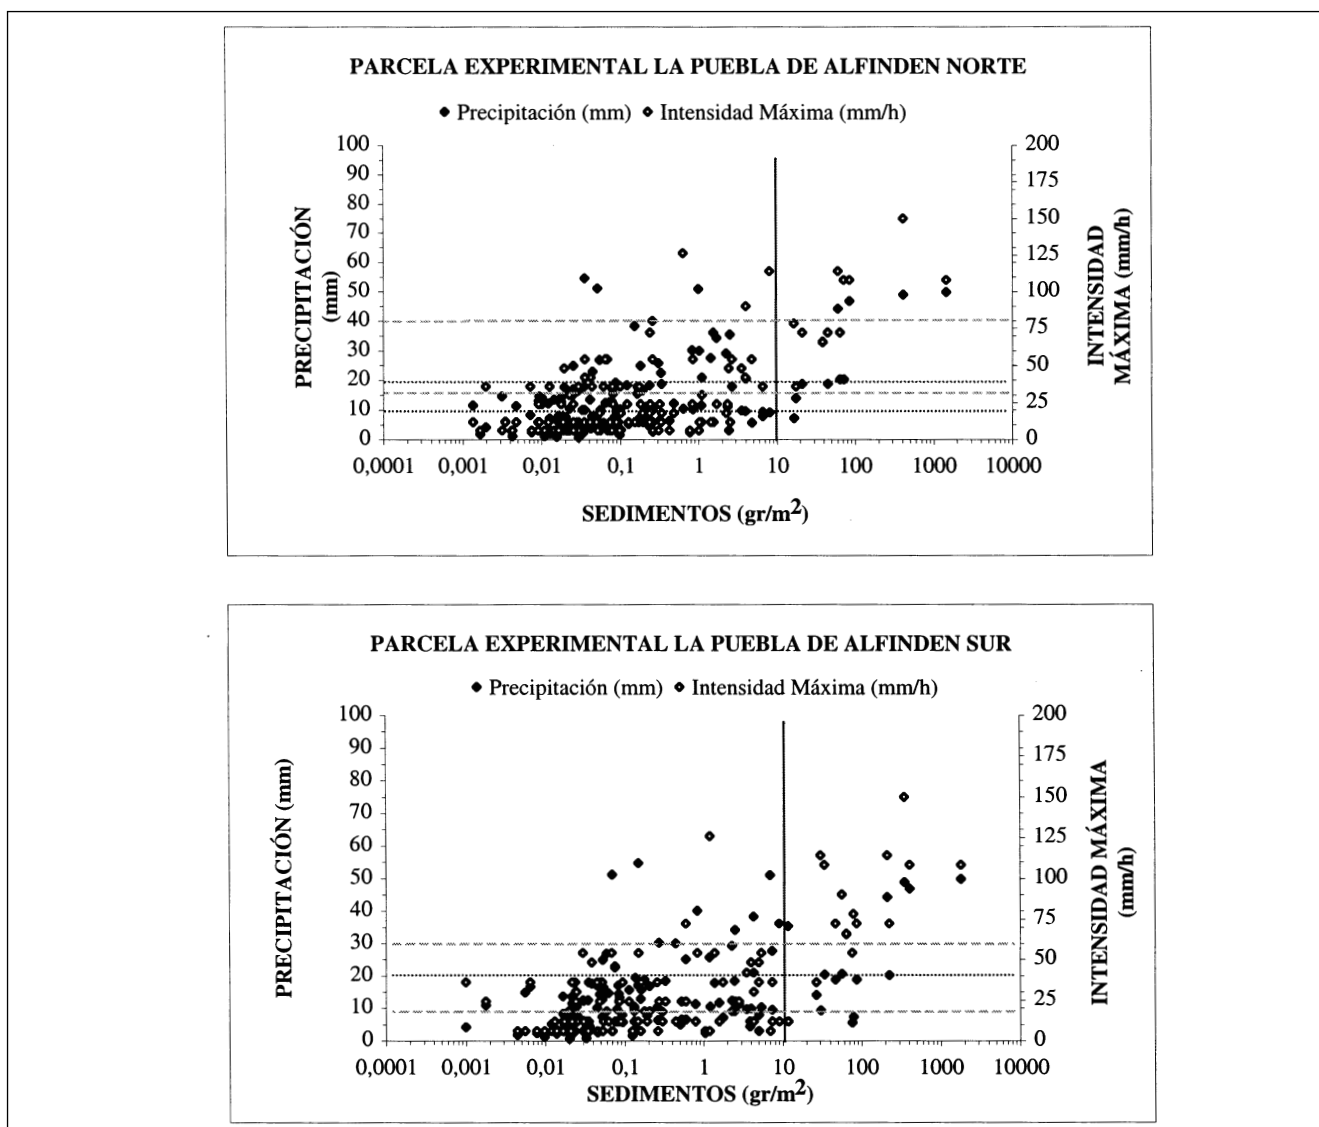 PARCELA EXPERIMENTAL LA PUEBLA DE ALFINDEN NORTE
Precipitación (mm) Intensidad Máxima (mm/h)
100
90
80
70
60
50
40
30
20
10
0
PRECIPITACIÓN
(mm)
200
175
150
125
100
75
50
25
0
INTENSIDAD
MÁXIMA (mm/h)
0,0001 0,001 0,01 0,1 1 10 100 1000 10000
SEDIMENTOS (gr/m2)
PARCELA EXPERIMENTAL LA PUEBLA DE ALFINDEN SUR
Precipitación (mm) Intensidad Máxima (mm/h)
100
90
80
70
60
50
40
30
20
10
0
PRECIPITACIÓN (mm)
200
175
150
125
100
75
50
25
0
INTENSIDAD MÁXIMA
(mm/h)
0,0001 0,001 0,01 0,1 1 10 100 1000 10000
SEDIMENTOS (gr/m2)